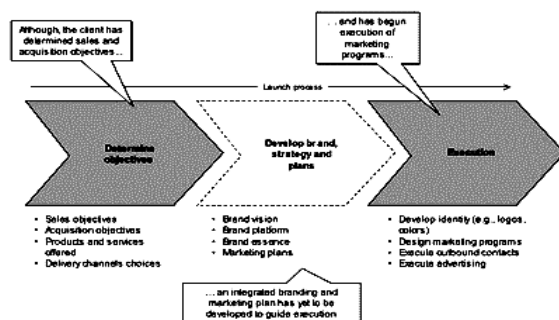 Although, the client has
determined sales and
acquisition objectives...
...and has begun
execution of
marketing
programs...
Launch process
Determine
objectives
Develop brand,
strategy and
plans
Execution
• Sales objectives
• Acquisition objectives
• Products and services
offered
• Delivery channels choices
• Brand vision
• Brand platform
• Brand essence
• Marketing plans
• Develop identity (e.g., logos,
colors)
• Design marketing programs
• Execute outbound contacts
• Execute advertising
...an integrated branding and
marketing plan has yet to be
developed to guide execution